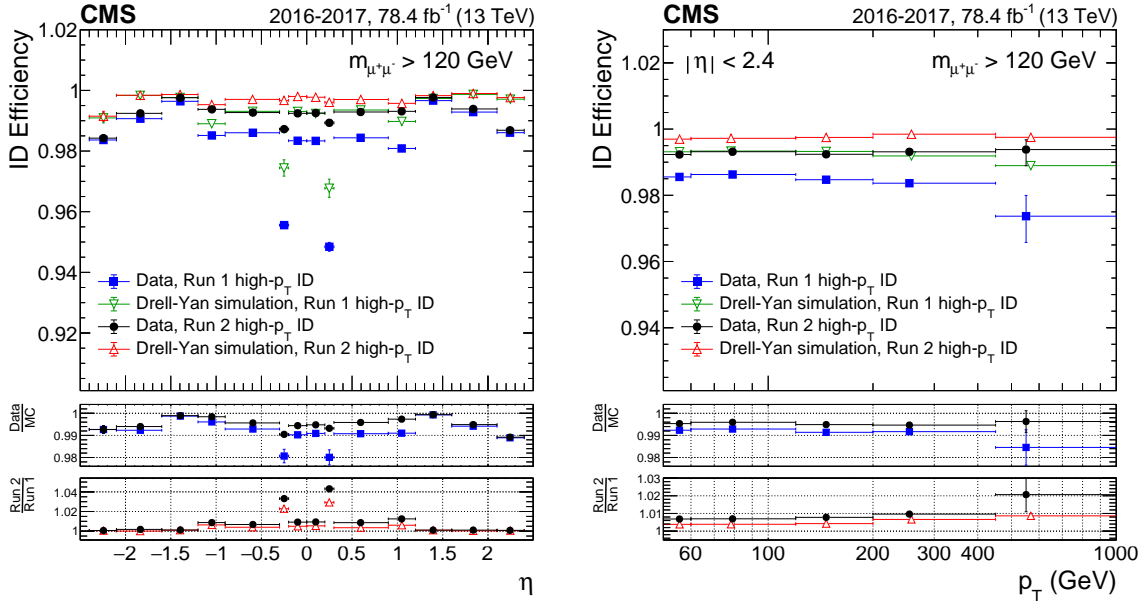 CMS 2016-2017, 78.4 fb⁻¹ (13 TeV)
ID Efficiency
1.02
1
0.98
0.96
0.94
0.92
m_μ⁺μ⁻ > 120 GeV
Data, Run 1 high-p_T ID
Drell-Yan simulation, Run 1 high-p_T ID
Data, Run 2 high-p_T ID
Drell-Yan simulation, Run 2 high-p_T ID
Data
MC
1
0.99
0.98
Run 2
Run 1
1.04
1.02
1
−2 −1.5 −1 −0.5 0 0.5 1 1.5 2
η
CMS 2016-2017, 78.4 fb⁻¹ (13 TeV)
ID Efficiency
1.02
1
0.98
0.96
0.94
|η| < 2.4 m_μ⁺μ⁻ > 120 GeV
Data, Run 1 high-p_T ID
Drell-Yan simulation, Run 1 high-p_T ID
Data, Run 2 high-p_T ID
Drell-Yan simulation, Run 2 high-p_T ID
Data
MC
1
0.99
0.98
Run 2
Run 1
1.03
1.02
1.01
1
100 200 300 400 1000
p_T (GeV)